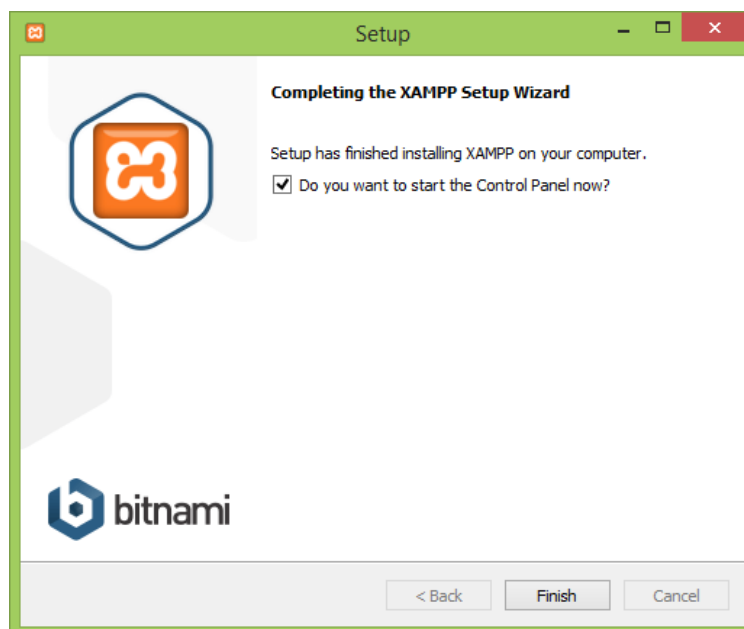 Setup
Completing the XAMPP Setup Wizard
Setup has finished installing XAMPP on your computer.
Do you want to start the Control Panel now?
bitnami
< Back
Finish
Cancel